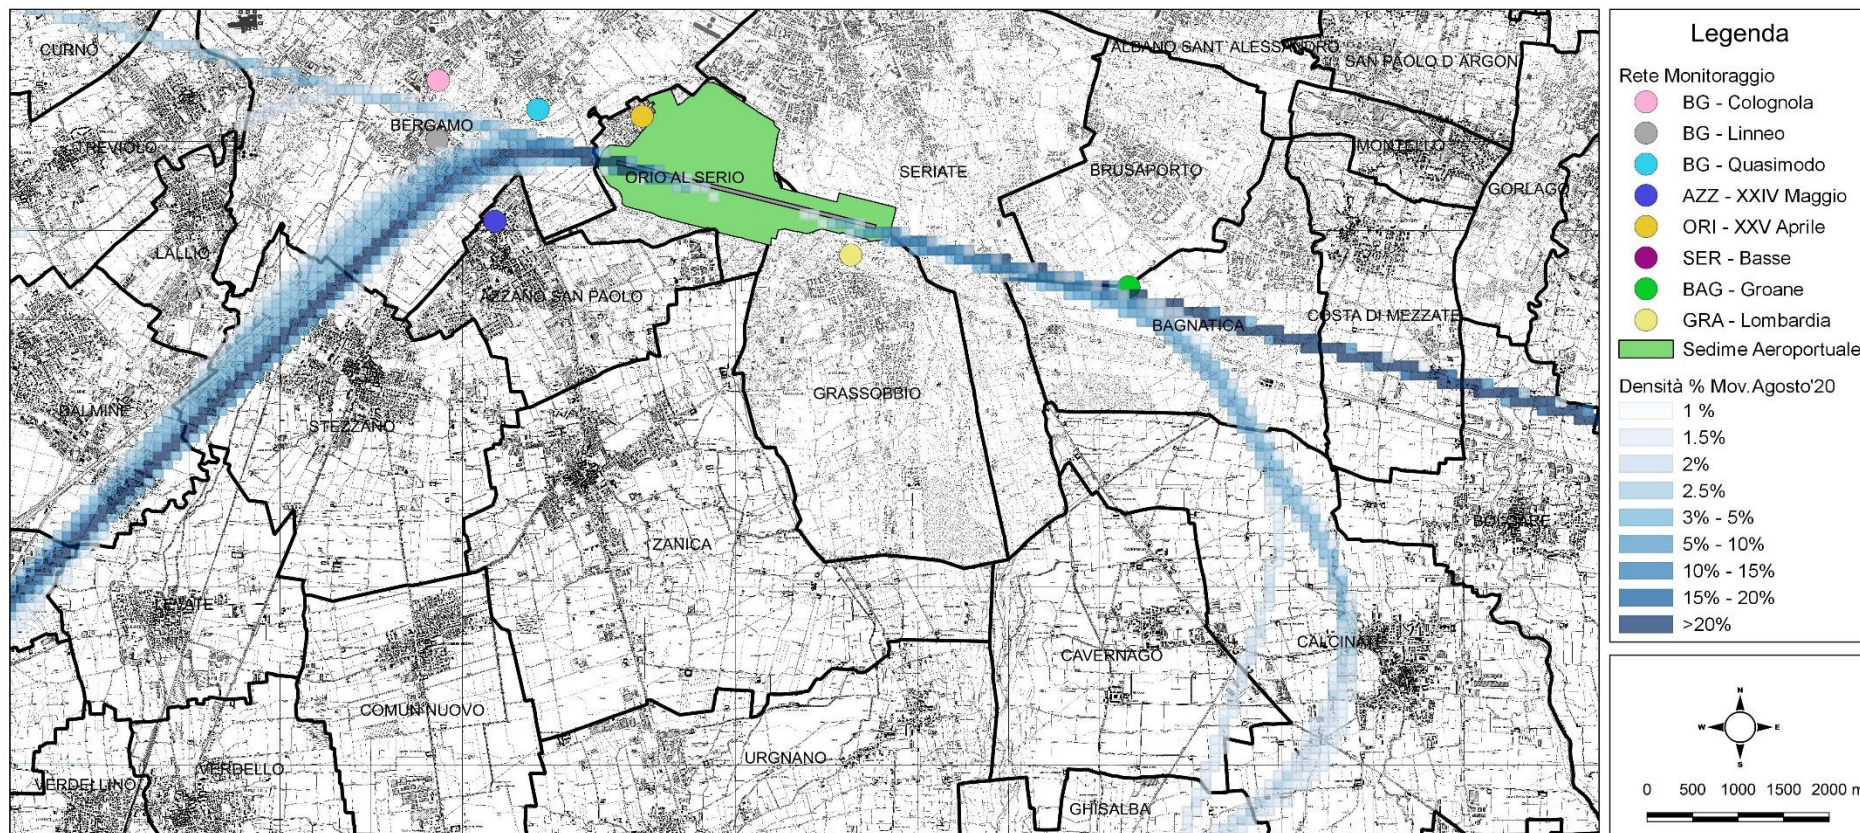 CURNO
ALBANO SANT`ALESSANDRO
SAN PAOLO D`ARGON
BERGAMO
TREVIOLO
MONTELLO
ORIO AL SERIO
SERIATE
BRUSAPORTO
GORLAGO
LALLIO
AZZANO SAN PAOLO
BAGNATICA
COSTA DI MEZZATE
GRASSOBBIO
DALMINE
STEZZANO
BOLGARE
ZANICA
LEVATE
CAVERNAGO
CALCINATE
COMUN NUOVO
URGNANO
VERDELLINO
VERDELLO
GHISALBA
Legenda
Rete Monitoraggio
BG - Colognola
BG - Linneo
BG - Quasimodo
AZZ - XXIV Maggio
ORI - XXV Aprile
SER - Basse
BAG - Groane
GRA - Lombardia
Sedime Aeroportuale
Densità % Mov.Agosto'20
1 %
1.5%
2%
2.5%
3% - 5%
5% - 10%
10% - 15%
15% - 20%
>20%
N
W E
S
0 500 1000 1500 2000 m